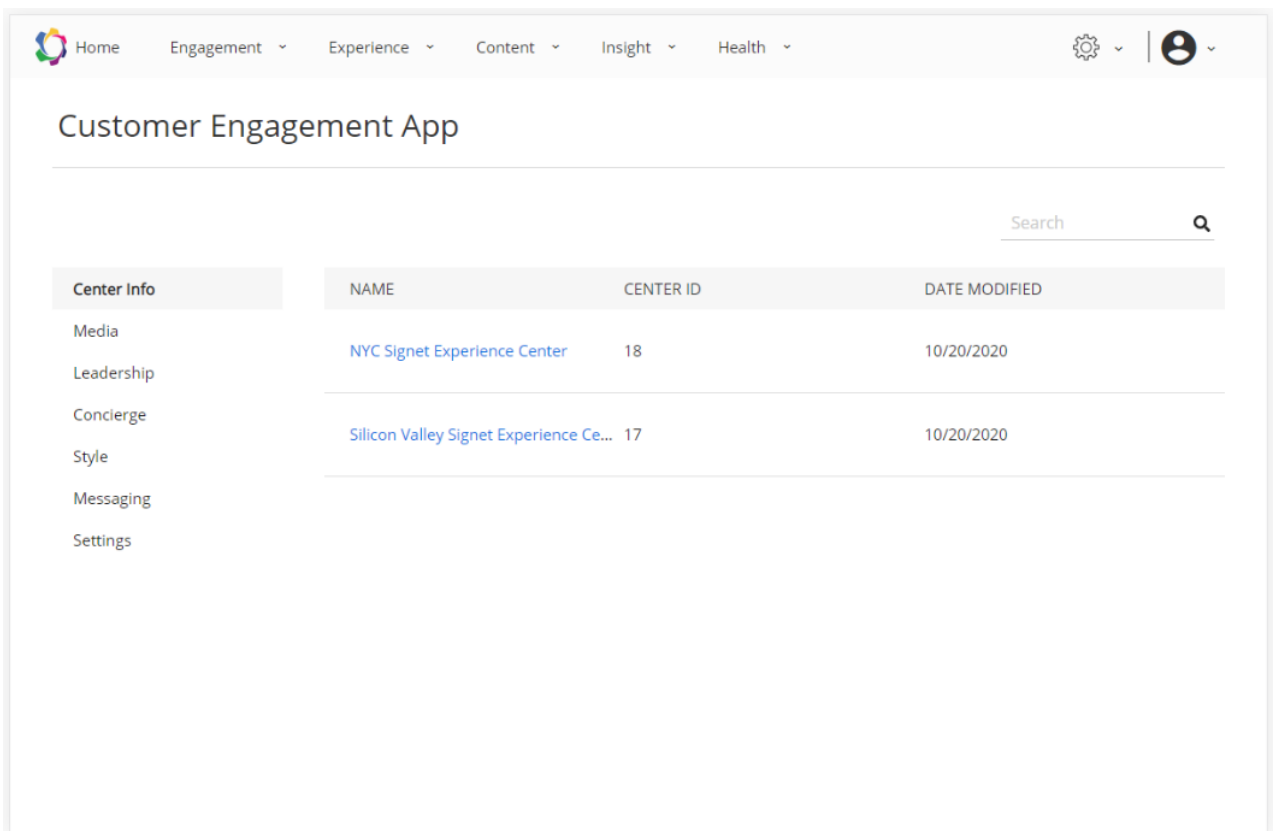 Home Engagement Experience Content Insight Health
Customer Engagement App
Search
Center Info
Media
Leadership
Concierge
Style
Messaging
Settings
NAME CENTER ID DATE MODIFIED
NYC Signet Experience Center 18 10/20/2020
Silicon Valley Signet Experience Ce... 17 10/20/2020